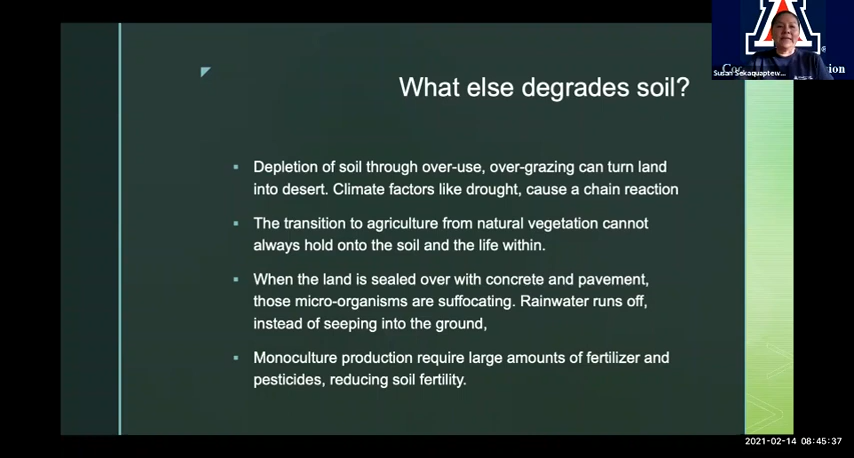 What else degrades soil?
Depletion of soil through over-use, over-grazing can turn land
into desert. Climate factors like drought, cause a chain reaction
The transition to agriculture from natural vegetation cannot
always hold onto the soil and the life within.
When the land is sealed over with concrete and pavement,
those micro-organisms are suffocating. Rainwater runs off,
instead of seeping into the ground,
Monoculture production require large amounts of fertilizer and
pesticides, reducing soil fertility.
A
Susan Sekaquaptew...
2021-02-14 08:45:37